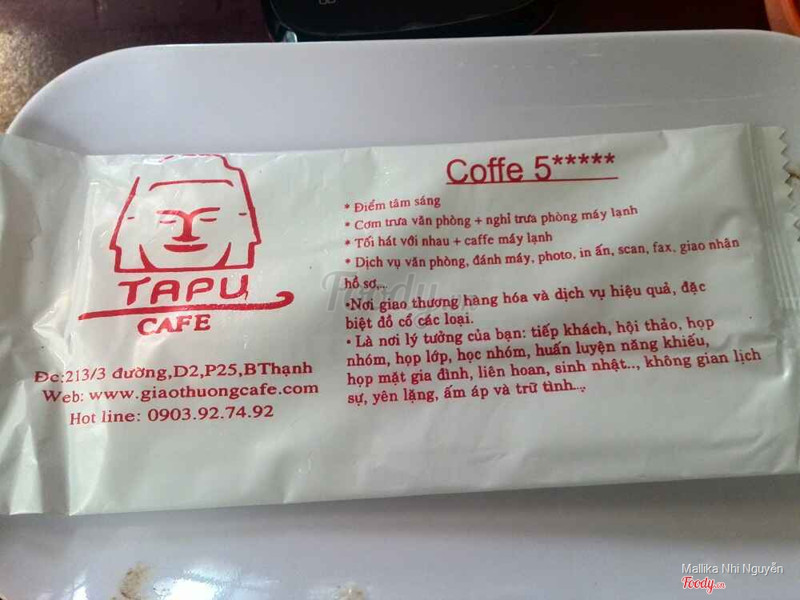 TAPU
CAFE
Đc:213/3 đường,D2,P25,BThạnh
Web: www.giaothuongcafe.com
Hot line: 0903.92.74.92
Coffe 5*****
* Điểm tâm sáng
* Cơm trưa văn phòng + nghỉ trưa phòng máy lạnh
* Tối hát với nhau + caffe máy lạnh
* Dịch vụ văn phòng, đánh máy, photo, in ấn, scan, fax, giao nhận
hồ sơ,..
•Nơi giao thương hàng hóa và dịch vụ hiệu quả, đặc
biệt đồ cổ các loại.
• Là nơi lý tưởng của bạn: tiếp khách, hội thảo, họp
nhóm, họp lớp, học nhóm, huấn luyện năng khiếu,
họp mặt gia đình, liên hoan, sinh nhật.., không gian lịch
sự, yên lặng, ấm áp và trữ tình...
Foody.vn
Mallika Nhi Nguyễn
Foody.vn